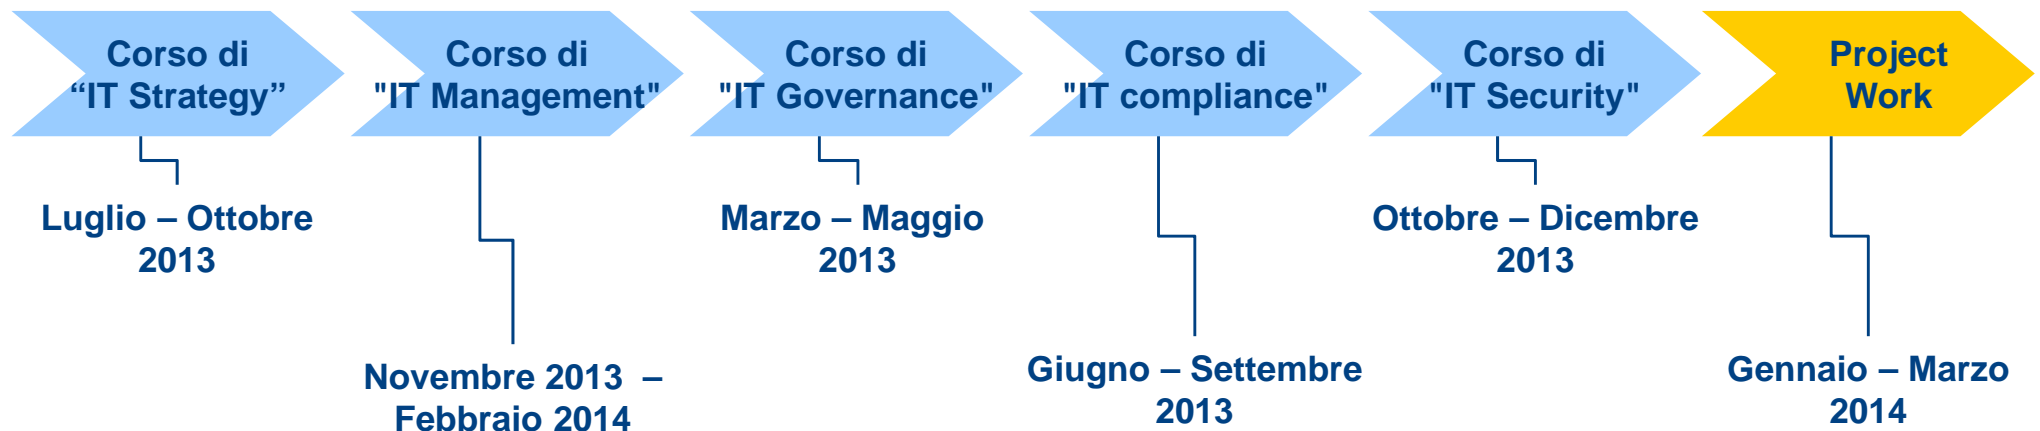 Corso di
“IT Strategy”
Corso di
"IT Management"
Corso di
"IT Governance"
Corso di
"IT compliance"
Corso di
"IT Security"
Project
Work
Luglio – Ottobre
2013
Novembre 2013 –
Febbraio 2014
Marzo – Maggio
2013
Giugno – Settembre
2013
Ottobre – Dicembre
2013
Gennaio – Marzo
2014